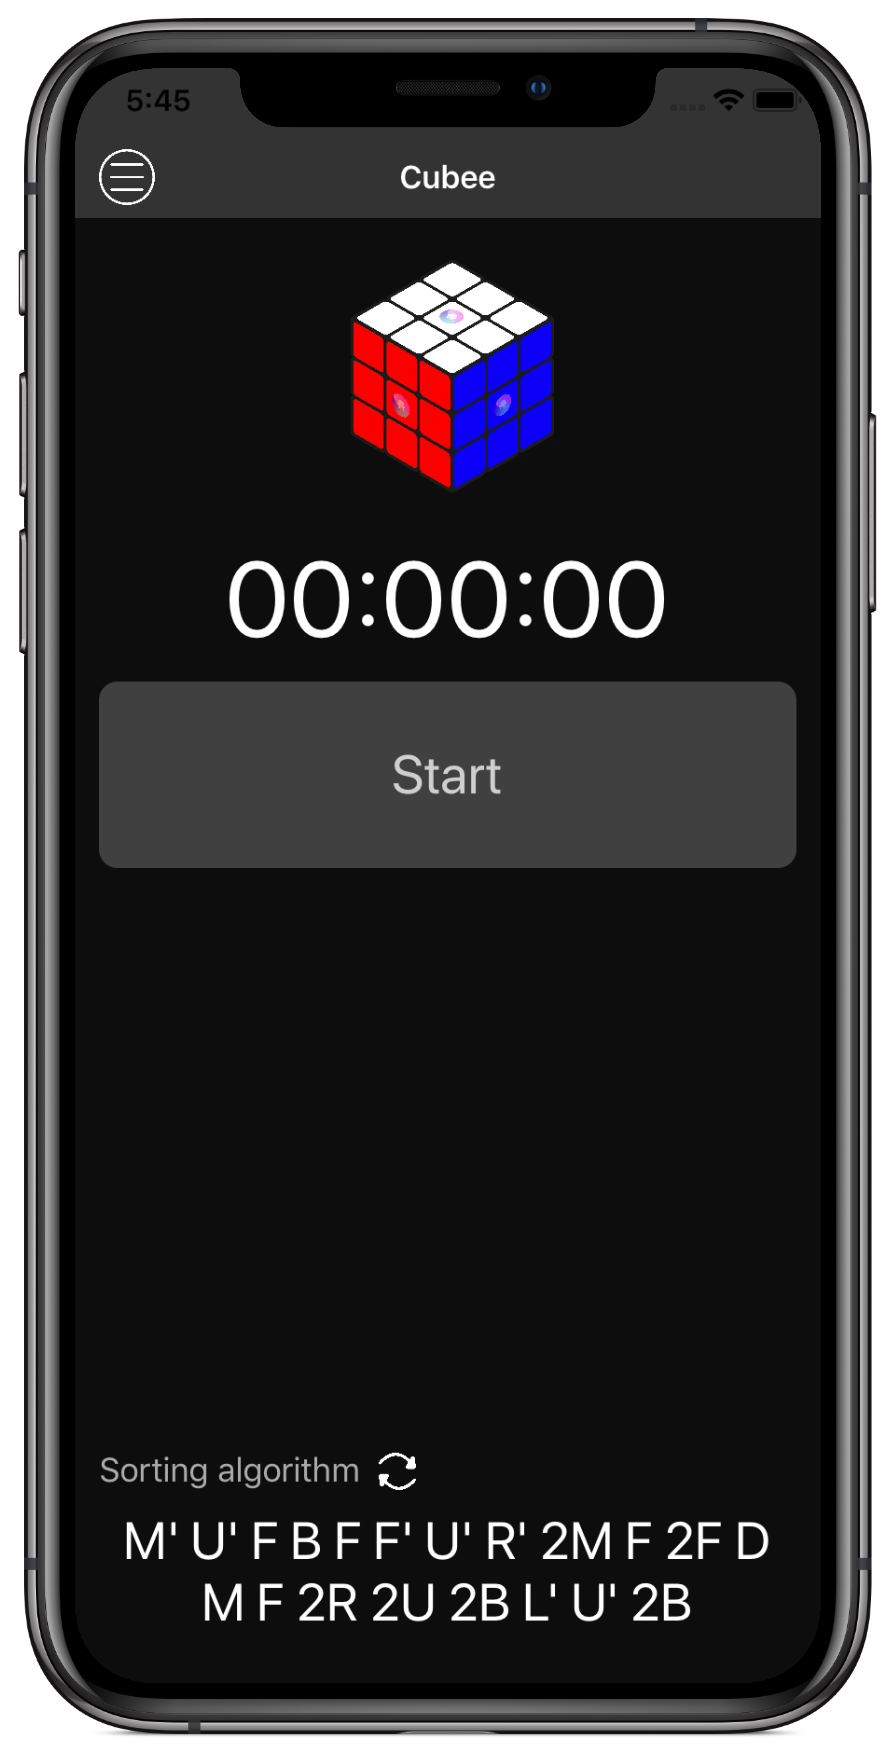 5:45
Cubee
00:00:00
Start
Sorting algorithm
M' U' F B F F' U' R' 2M F 2F D
M F 2R 2U 2B L' U' 2B